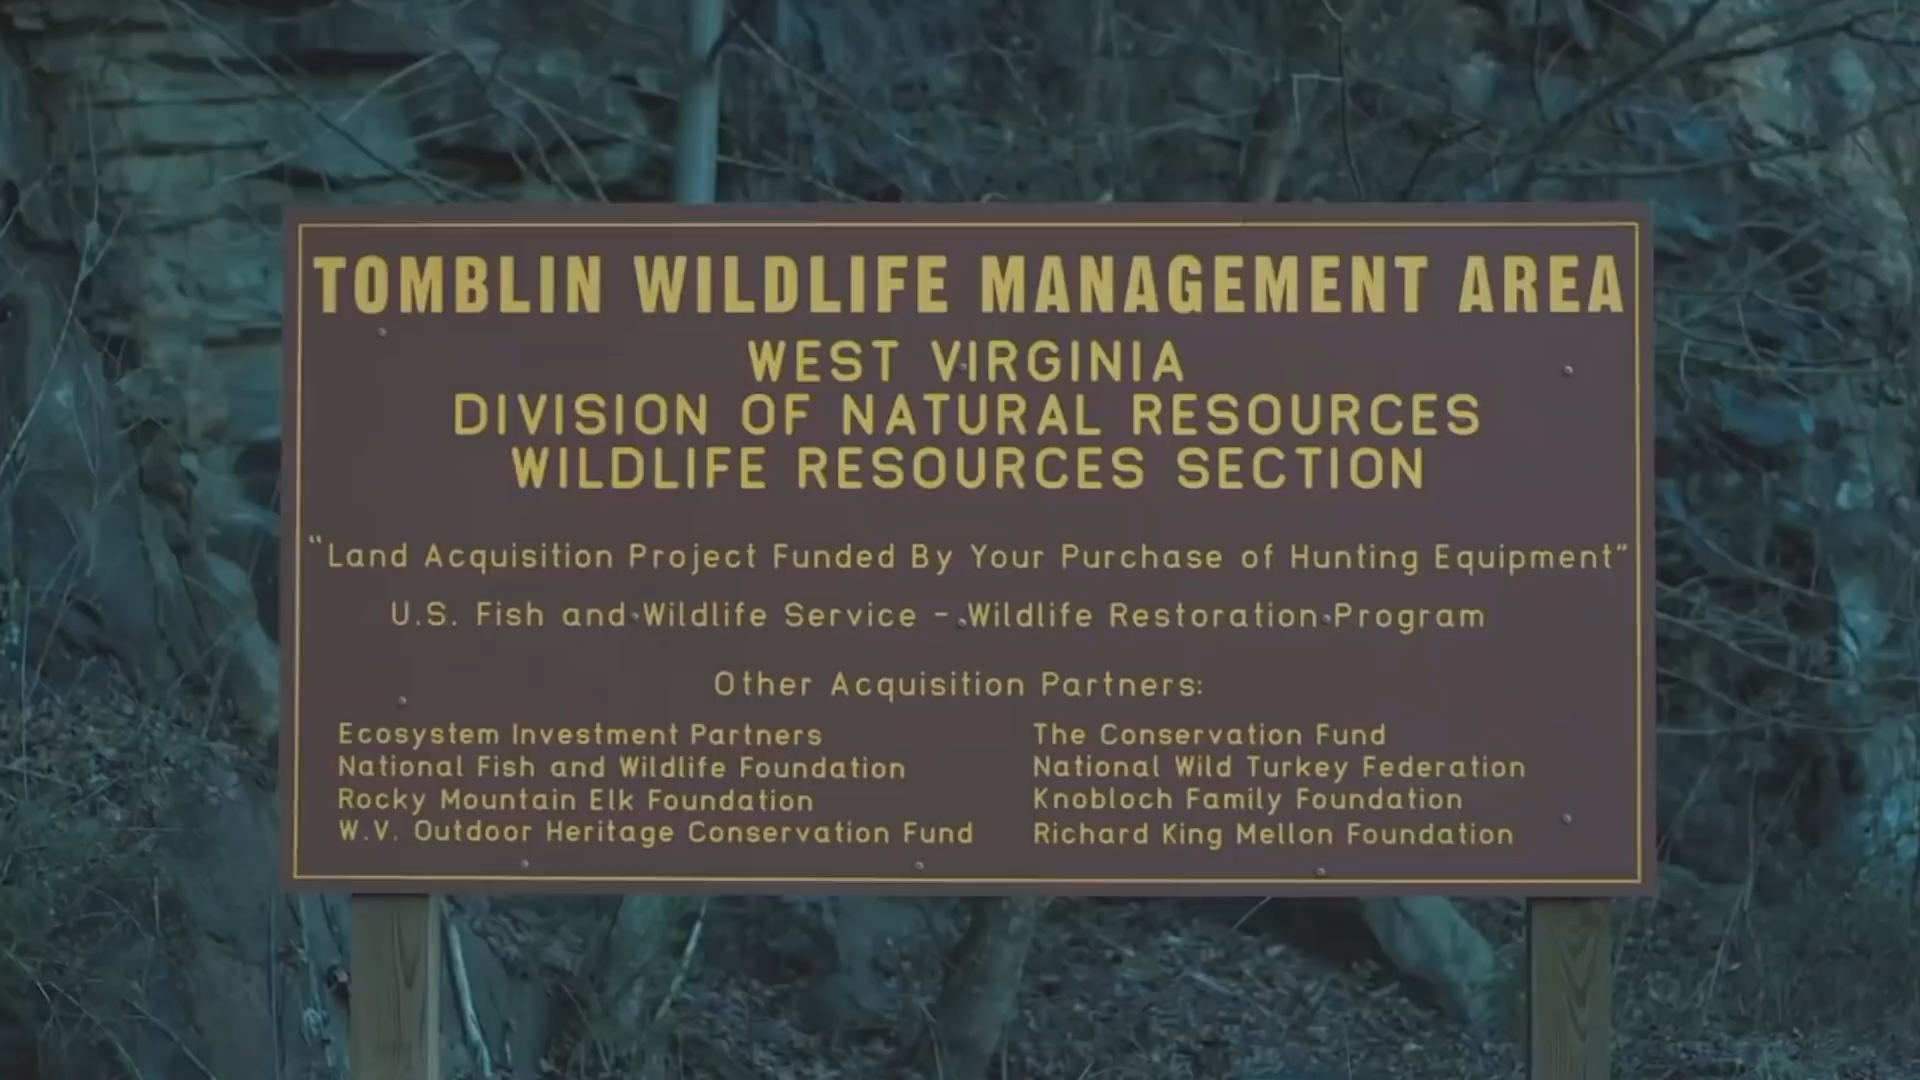 TOMBLIN WILDLIFE MANAGEMENT AREA
WEST VIRGINIA
DIVISION OF NATURAL RESOURCES
WILDLIFE RESOURCES SECTION
“Land Acquisition Project Funded By Your Purchase of Hunting Equipment”
U.S. Fish and Wildlife Service - Wildlife Restoration Program
Other Acquisition Partners:
Ecosystem Investment Partners
National Fish and Wildlife Foundation
Rocky Mountain Elk Foundation
W.V. Outdoor Heritage Conservation Fund
The Conservation Fund
National Wild Turkey Federation
Knobloch Family Foundation
Richard King Mellon Foundation